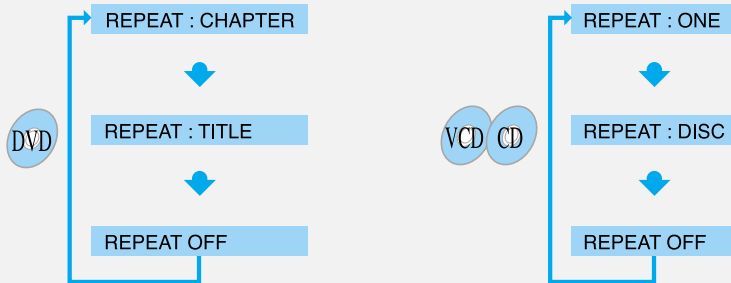 REPEAT : CHAPTER
DVD
REPEAT : TITLE
REPEAT OFF
REPEAT : ONE
VCD CD
REPEAT : DISC
REPEAT OFF